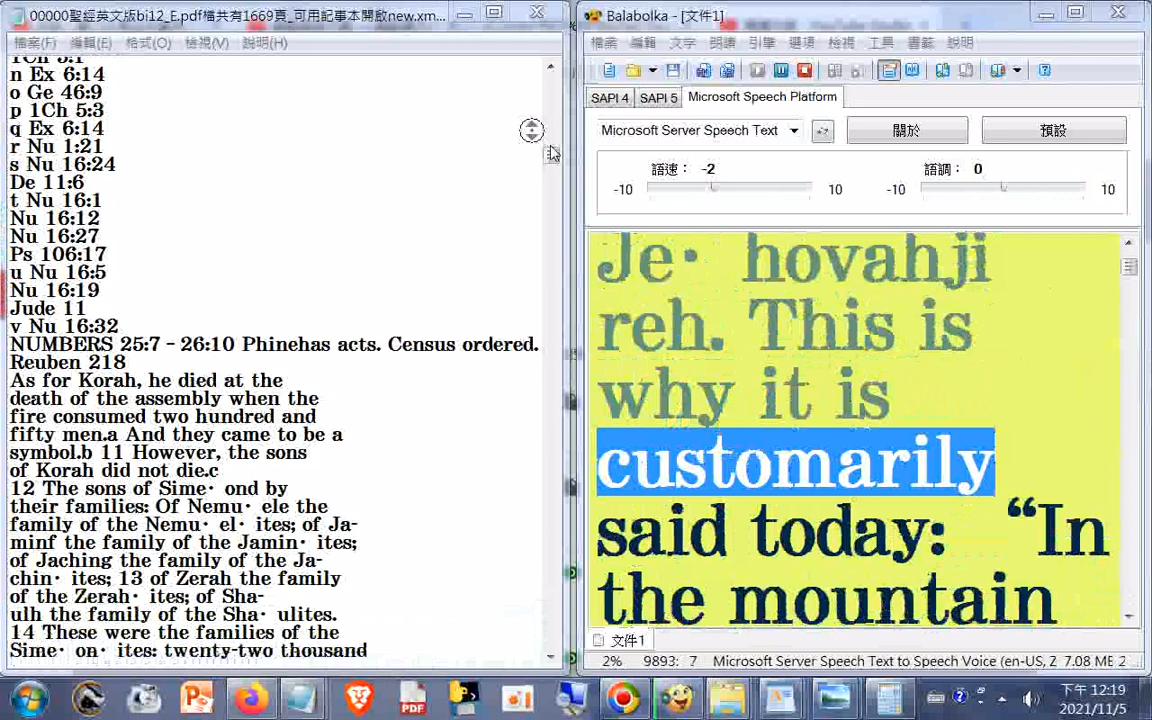 00000聖經英文版bi12_E.pdf檔共有1669頁_可用記事本開啟new.xm...
檔案(F) 編輯(E) 格式(O) 檢視(V) 說明(H)
1Ch 5:1
n Ex 6:14
o Ge 46:9
p 1Ch 5:3
q Ex 6:14
r Nu 1:21
s Nu 16:24
De 11:6
t Nu 16:1
Nu 16:12
Nu 16:27
Ps 106:17
u Nu 16:5
Nu 16:19
Jude 11
v Nu 16:32
NUMBERS 25:7 - 26:10 Phinehas acts. Census ordered.
Reuben 218
As for Korah, he died at the
death of the assembly when the
fire consumed two hundred and
fifty men.a And they came to be a
symbol.b 11 However, the sons
of Korah did not die.c
12 The sons of Sime· ond by
their families: Of Nemu· ele the
family of the Nemu· el· ites; of Ja-
minf the family of the Jamin· ites;
of Jaching the family of the Ja-
chin· ites; 13 of Zerah the family
of the Zerah· ites; of Sha-
ulh the family of the Sha· ulites.
14 These were the families of the
Sime· on· ites: twenty-two thousand
Balabolka - [文件1]
檔案 編輯 文字 朗讀 引擎 選項 檢視 工具 書籤 說明
SAPI 4 SAPI 5 Microsoft Speech Platform
Microsoft Server Speech Text 關於 預設
語速： -2 語調： 0
-10 10 -10 10
Je· hovahji
reh. This is
why it is
customarily
said today: “In
the mountain
文件1
2% 9893: 7 Microsoft Server Speech Text to Speech Voice (en-US, Z 7.08 ME 2
PDF
下午 12:19
2021/11/5